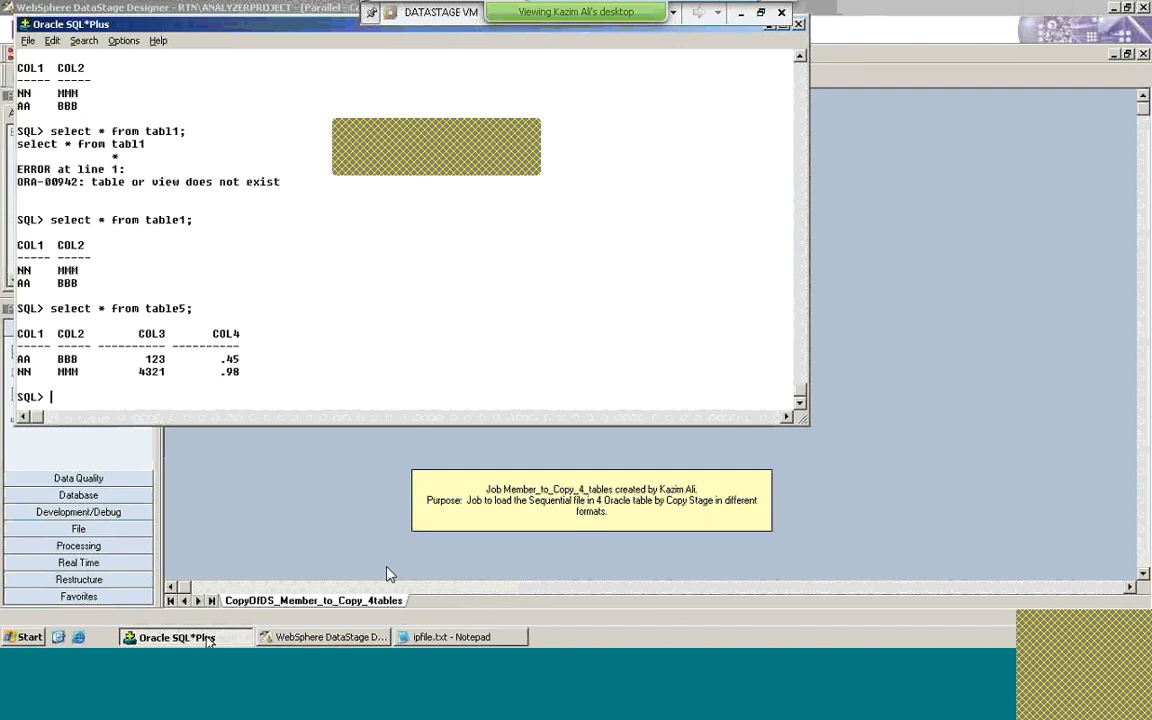 WebSphere DataStage Designer - RTN\ANALYZERPROJECT - [Parallel - C
DATASTAGE VM
Viewing Kazim Ali's desktop
Oracle SQL*Plus
File Edit Search Options Help
COL1 COL2
----- -----
NN MMM
AA BBB
SQL> select * from tabl1;
select * from tabl1
*
ERROR at line 1:
ORA-00942: table or view does not exist
SQL> select * from table1;
COL1 COL2
----- -----
NN MMM
AA BBB
SQL> select * from table5;
COL1 COL2 COL3 COL4
----- ----- ---------- ----------
AA BBB 123 .45
NN MMM 4321 .98
SQL>
Data Quality
Database
Development/Debug
File
Processing
Real Time
Restructure
Favorites
Job Member_to_Copy_4_tables created by Kazim Ali.
Purpose: Job to load the Sequential file in 4 Oracle table by Copy Stage in different
formats.
CopyOfDS_Member_to_Copy_4tables
Start
Oracle SQL*Plus
WebSphere DataStage D...
ipfile.txt - Notepad